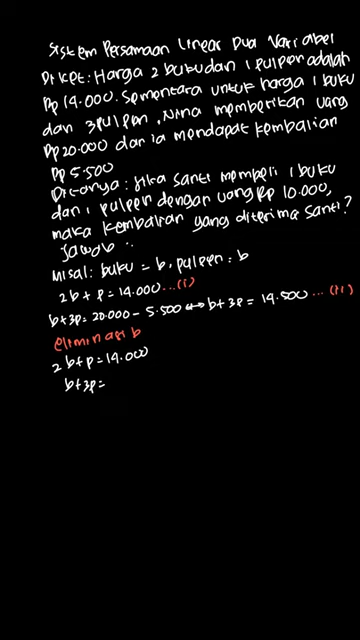 Sistem Persamaan Linear Dua Variabel
Diket : Harga 2 buku dan 1 pulpen adalah
Rp 14.000. Sementara untuk harga 1 buku
dan 3 pulpen, Nina memberikan uang
Rp 20.000 dan ia mendapat kembalian
Rp 5.500
Ditanya : Jika Santi membeli 1 buku
dan 1 pulpen dengan uang Rp 10.000,
maka kembalian yang diterima Santi?
Jawab :
Misal : buku = b, pulpen = b
2b + p = 14.000 ...(i)
b + 3p = 20.000 - 5.500 ↔ b + 3p = 14.500 ... (ii)
eliminasi b
2b + p = 14.000
b + 3p =